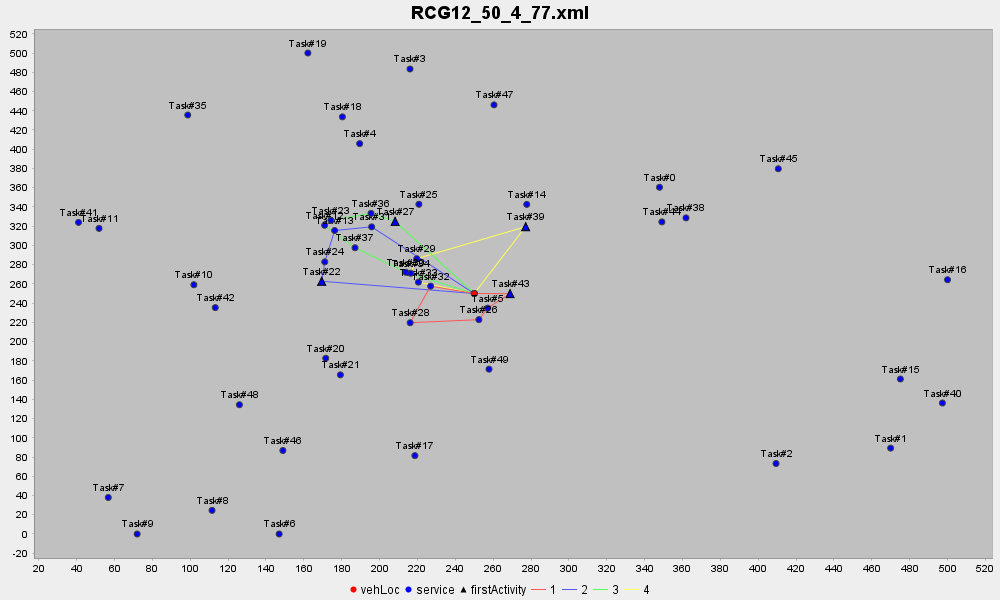 RCG12_50_4_77.xml
520
500
480
460
440
420
400
380
360
340
320
300
280
260
240
220
200
180
160
140
120
100
80
60
40
20
0
-20
Task#19
Task#3
Task#47
Task#35
Task#18
Task#4
Task#45
Task#0
Task#38
Task#25
Task#14
Task#36
Task#23
Task#27
Task#39
Task#41
Task#11
Task#31
Task#37
Task#29
Task#24
Task#22
Task#32
Task#10
Task#43
Task#16
Task#42
Task#5
Task#26
Task#28
Task#20
Task#21
Task#49
Task#15
Task#48
Task#40
Task#46
Task#17
Task#1
Task#2
Task#7
Task#8
Task#9
Task#6
20 40 60 80 100 120 140 160 180 200 220 240 260 280 300 320 340 360 380 400 420 440 460 480 500 520
vehLoc service firstActivity 1 2 3 4